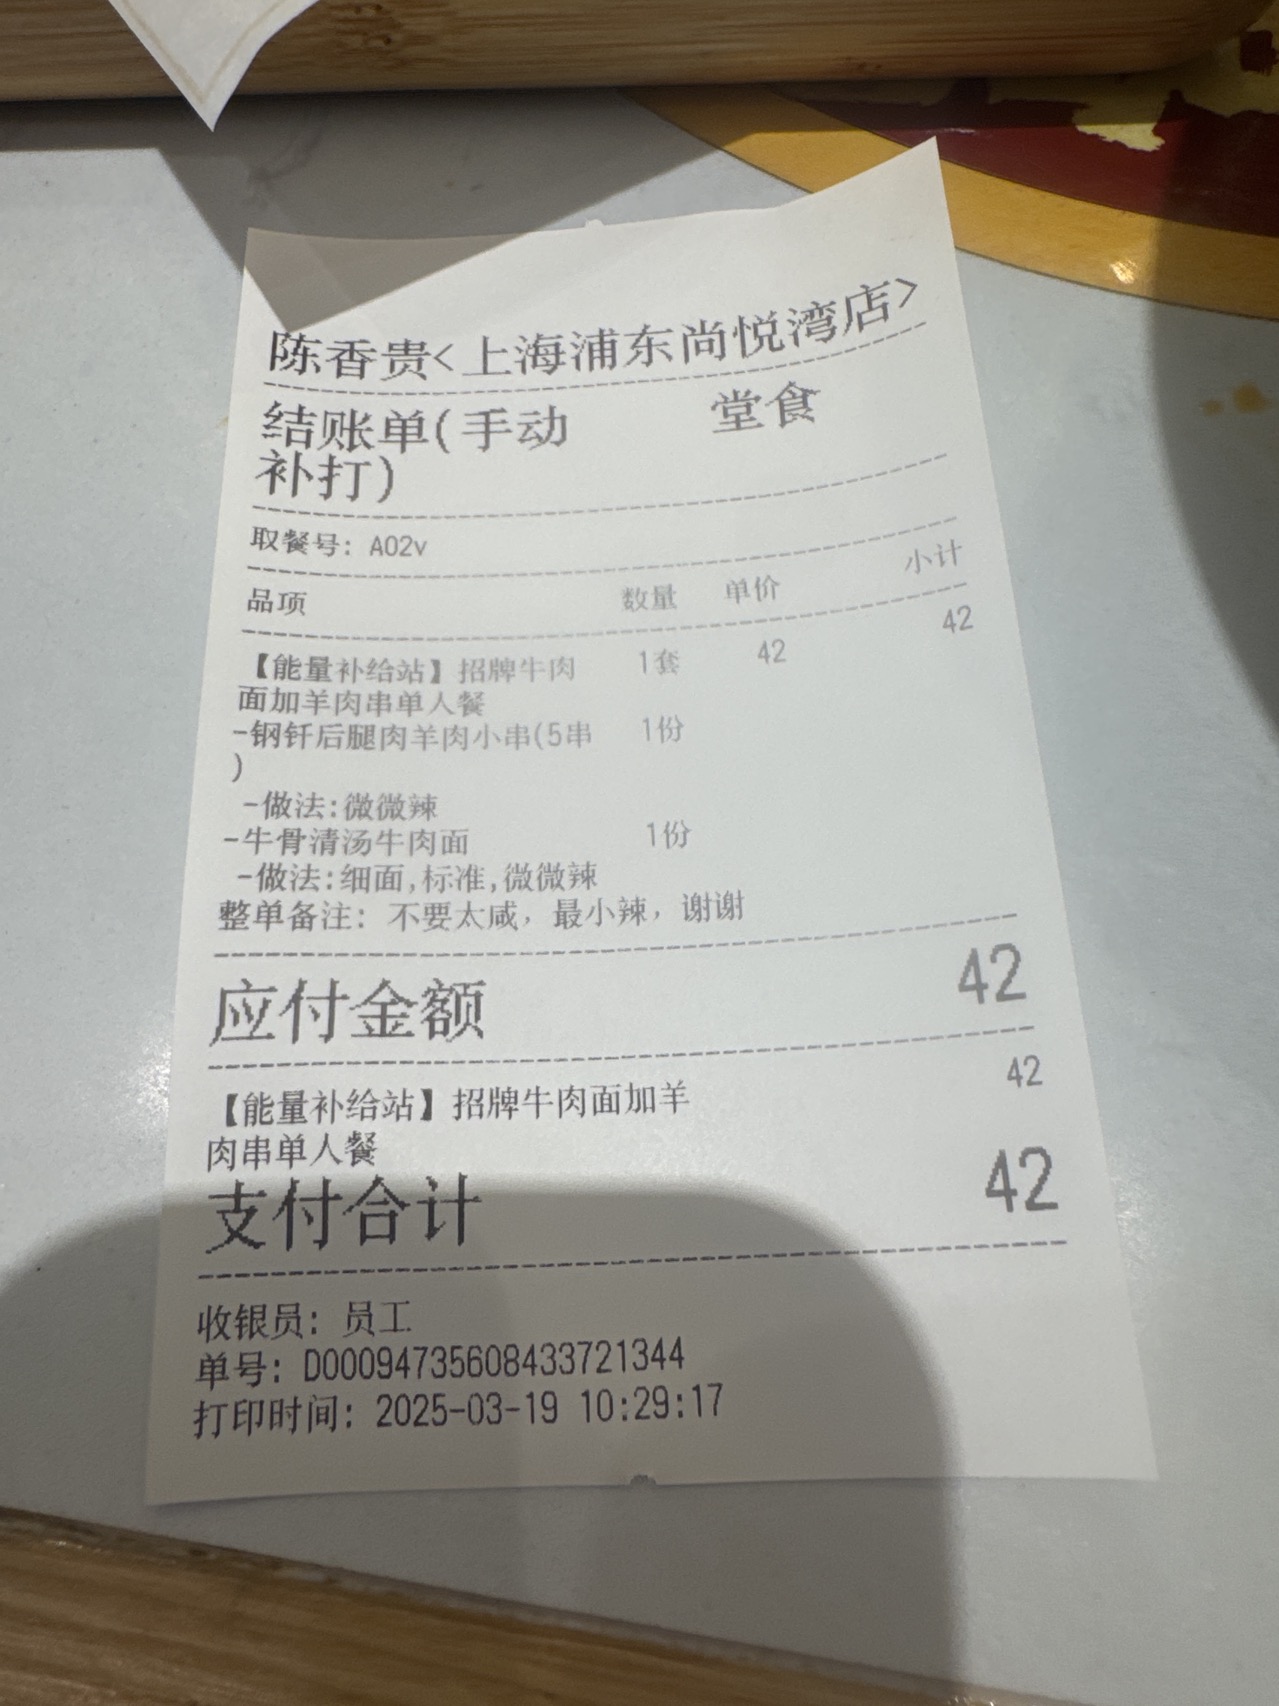 陈香贵<上海浦东尚悦湾店>
结账单(手动 堂食
补打)
取餐号: A02v
品项 数量 单价 小计
【能量补给站】招牌牛肉 1套 42 42
面加羊肉串单人餐
-钢钎后腿肉羊肉小串(5串 1份
)
-做法:微微辣
-牛骨清汤牛肉面 1份
-做法:细面,标准,微微辣
整单备注: 不要太咸, 最小辣, 谢谢
应付金额 42
【能量补给站】招牌牛肉面加羊 42
肉串单人餐
支付合计 42
收银员: 员工
单号: D00094735608433721344
打印时间: 2025-03-19 10:29:17